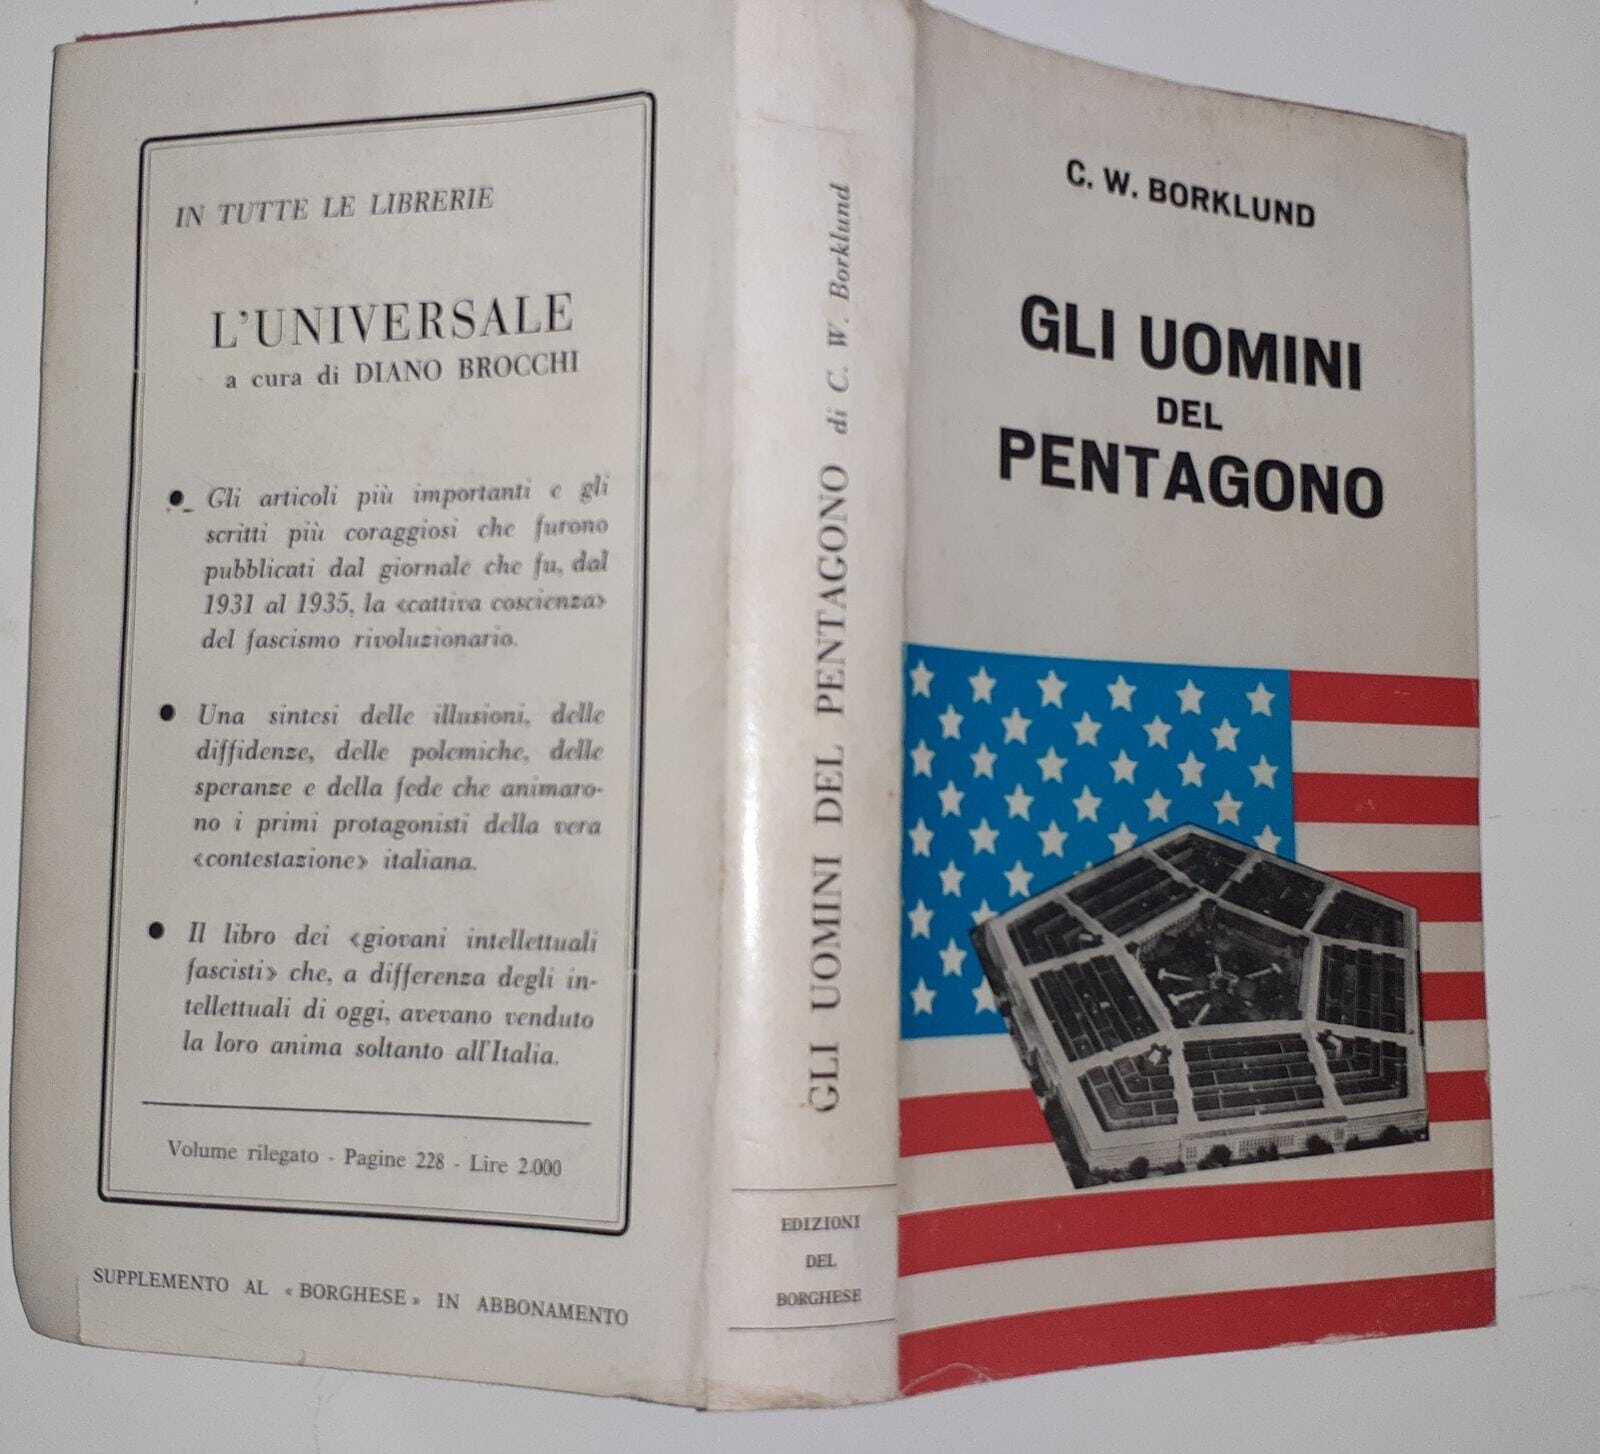 IN TUTTE LE LIBRERIE
L'UNIVERSALE
a cura di DIANO BROCCHI
● Gli articoli più importanti e gli
scritti più coraggiosi che furono
pubblicati dal giornale che fu, dal
1931 al 1935, la «cattiva coscienza»
del fascismo rivoluzionario.
● Una sintesi delle illusioni, delle
diffidenze, delle polemiche, delle
speranze e della fede che animaro-
no i primi protagonisti della vera
«contestazione» italiana.
● Il libro dei «giovani intellettuali
fascisti» che, a differenza degli in-
tellettuali di oggi, avevano venduto
la loro anima soltanto all'Italia.
Volume rilegato - Pagine 228 - Lire 2.000
SUPPLEMENTO AL «BORGHESE» IN ABBONAMENTO
GLI UOMINI DEL PENTAGONO di C. W. Borklund
EDIZIONI
DEL
BORGHESE
C. W. BORKLUND
GLI UOMINI
DEL
PENTAGONO